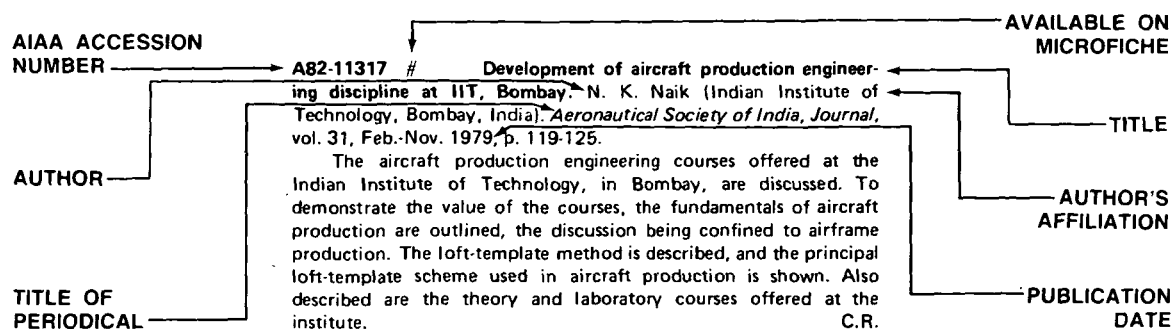 AVAILABLE ON
MICROFICHE
AIAA ACCESSION
NUMBER
A82-11317 # Development of aircraft production engineer-
ing discipline at IIT, Bombay. N. K. Naik (Indian Institute of
Technology, Bombay, India). Aeronautical Society of India, Journal,
vol. 31, Feb.-Nov. 1979, p. 119-125.
TITLE
The aircraft production engineering courses offered at the
Indian Institute of Technology, in Bombay, are discussed. To
demonstrate the value of the courses, the fundamentals of aircraft
production are outlined, the discussion being confined to airframe
production. The loft-template method is described, and the principal
loft-template scheme used in aircraft production is shown. Also
described are the theory and laboratory courses offered at the
institute. C.R.
AUTHOR
AUTHOR'S
AFFILIATION
TITLE OF
PERIODICAL
PUBLICATION
DATE